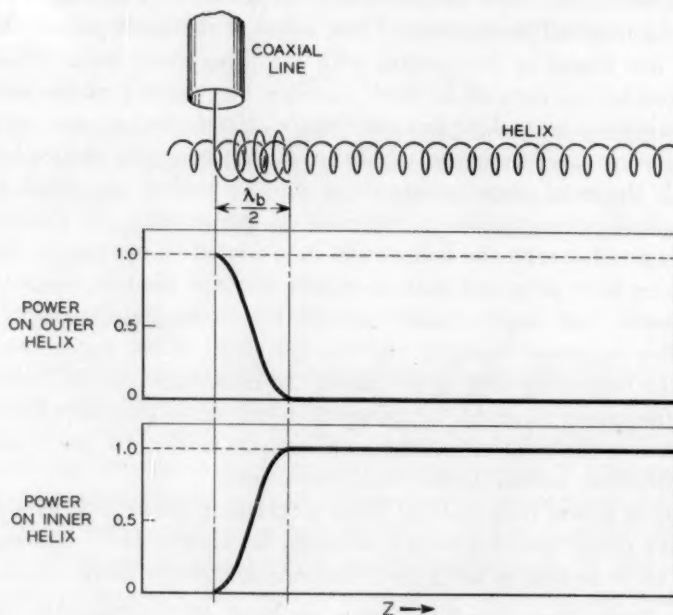 COAXIAL
LINE
HELIX
λb
2
1.0
POWER
ON OUTER
HELIX
0.5
0
1.0
POWER
ON INNER
HELIX
0.5
0
Z